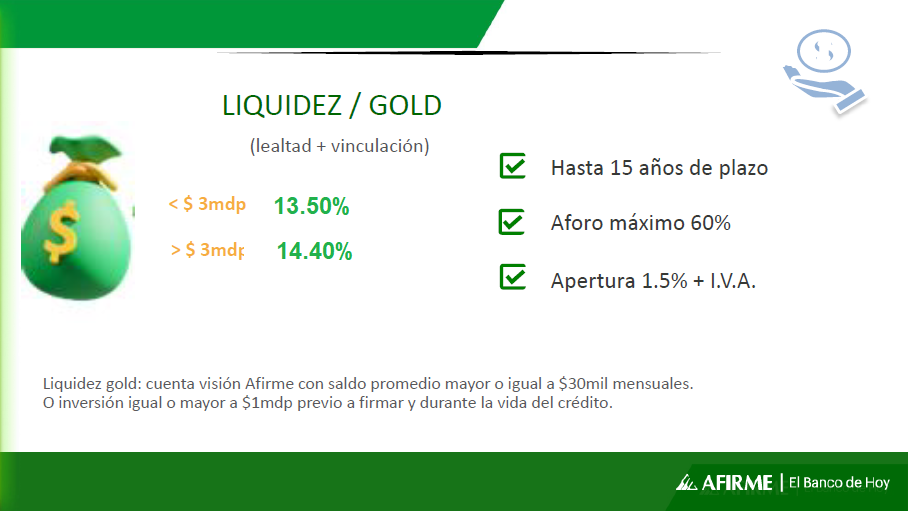 LIQUIDEZ / GOLD
(lealtad + vinculación)
< $ 3mdp 13.50%
> $ 3mdp 14.40%
Hasta 15 años de plazo
Aforo máximo 60%
Apertura 1.5% + I.V.A.
Liquidez gold: cuenta visión Afirme con saldo promedio mayor o igual a $30mil mensuales.
O inversión igual o mayor a $1mdp previo a firmar y durante la vida del crédito.
AFIRME | El Banco de Hoy